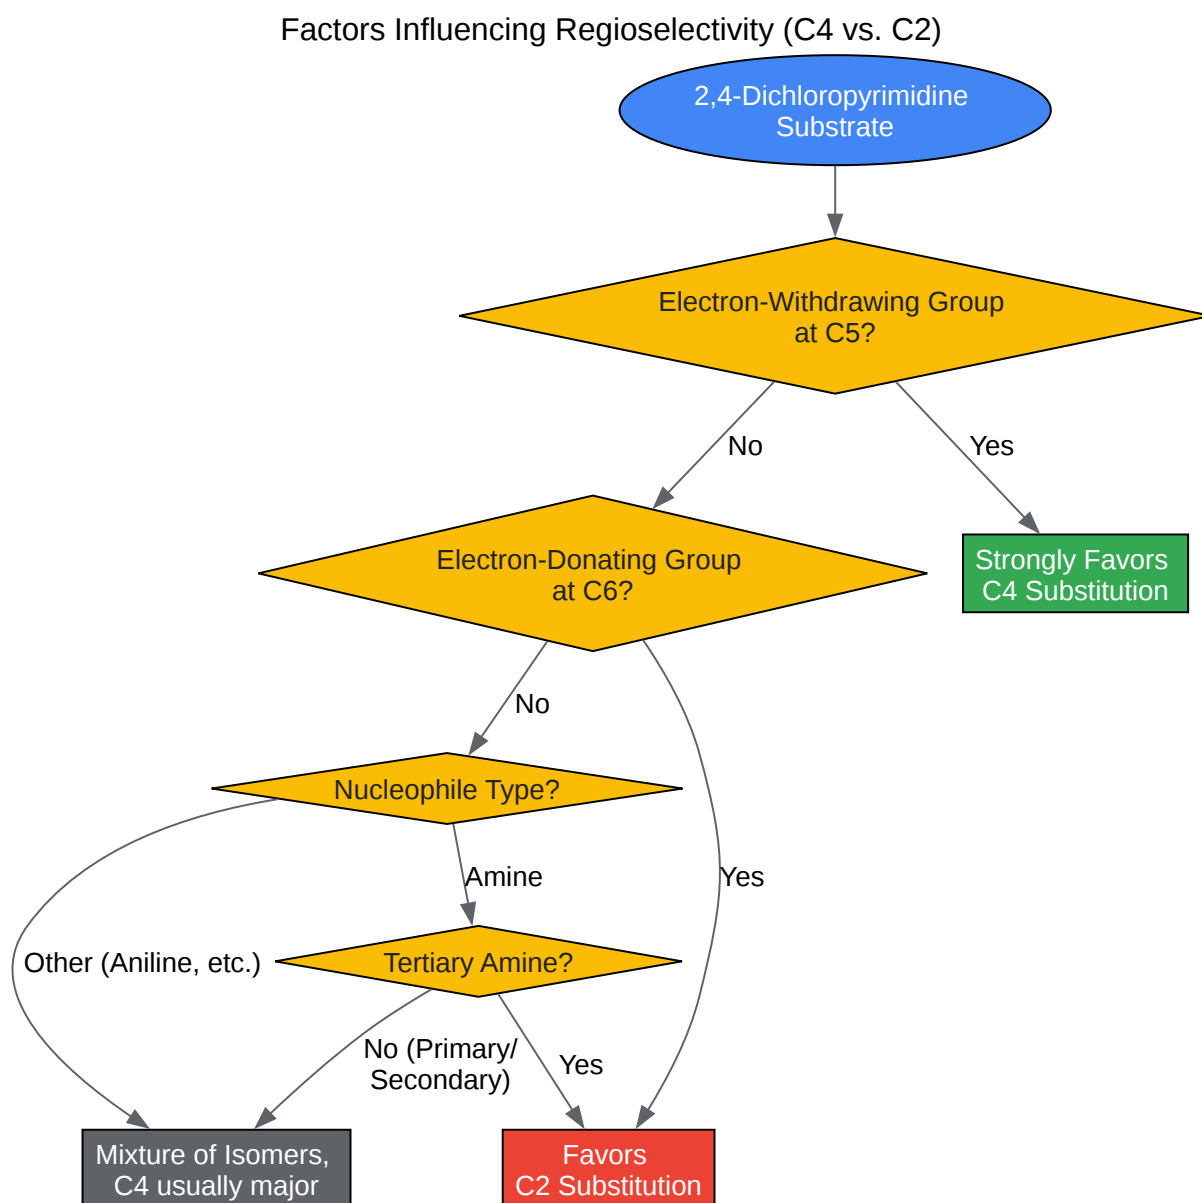 Factors Influencing Regioselectivity (C4 vs. C2)
2,4-Dichloropyrimidine
Substrate
Electron-Withdrawing Group
at C5?
No
Yes
Electron-Donating Group
at C6?
Strongly Favors
C4 Substitution
No
Nucleophile Type?
Amine
Yes
Other (Aniline, etc.)
Tertiary Amine?
No (Primary/
Secondary)
Yes
Mixture of Isomers,
C4 usually major
Favors
C2 Substitution